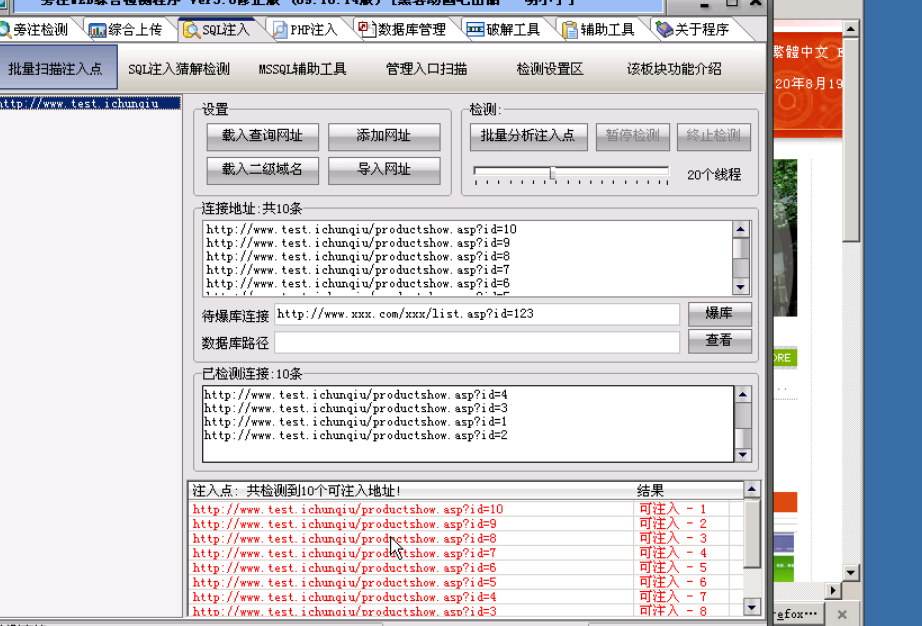 旁注WEB综合检测程序 Ver3.6修正版
旁注检测 综合上传 SQL注入 PHP注入 数据库管理 破解工具 辅助工具 关于程序
批量扫描注入点 SQL注入猜解检测 MSSQL辅助工具 管理入口扫描 检测设置区 该板块功能介绍
繁體中文
20年8月19
http://www.test.ichunqiu
设置
载入查询网址 添加网址
载入二级域名 导入网址
检测:
批量分析注入点 暂停检测 终止检测
20个线程
连接地址:共10条
http://www.test.ichunqiu/productshow.asp?id=10
http://www.test.ichunqiu/productshow.asp?id=9
http://www.test.ichunqiu/productshow.asp?id=8
http://www.test.ichunqiu/productshow.asp?id=7
http://www.test.ichunqiu/productshow.asp?id=6
待爆库连接 http://www.xxx.com/xxx/list.asp?id=123 爆库
数据库路径 查看
ORE
已检测连接:10条
http://www.test.ichunqiu/productshow.asp?id=4
http://www.test.ichunqiu/productshow.asp?id=3
http://www.test.ichunqiu/productshow.asp?id=1
http://www.test.ichunqiu/productshow.asp?id=2
注入点: 共检测到10个可注入地址! 结果
http://www.test.ichunqiu/productshow.asp?id=10 可注入 - 1
http://www.test.ichunqiu/productshow.asp?id=9 可注入 - 2
http://www.test.ichunqiu/productshow.asp?id=8 可注入 - 3
http://www.test.ichunqiu/productshow.asp?id=7 可注入 - 4
http://www.test.ichunqiu/productshow.asp?id=6 可注入 - 5
http://www.test.ichunqiu/productshow.asp?id=5 可注入 - 6
http://www.test.ichunqiu/productshow.asp?id=4 可注入 - 7
http://www.test.ichunqiu/productshow.asp?id=3 可注入 - 8
refox...